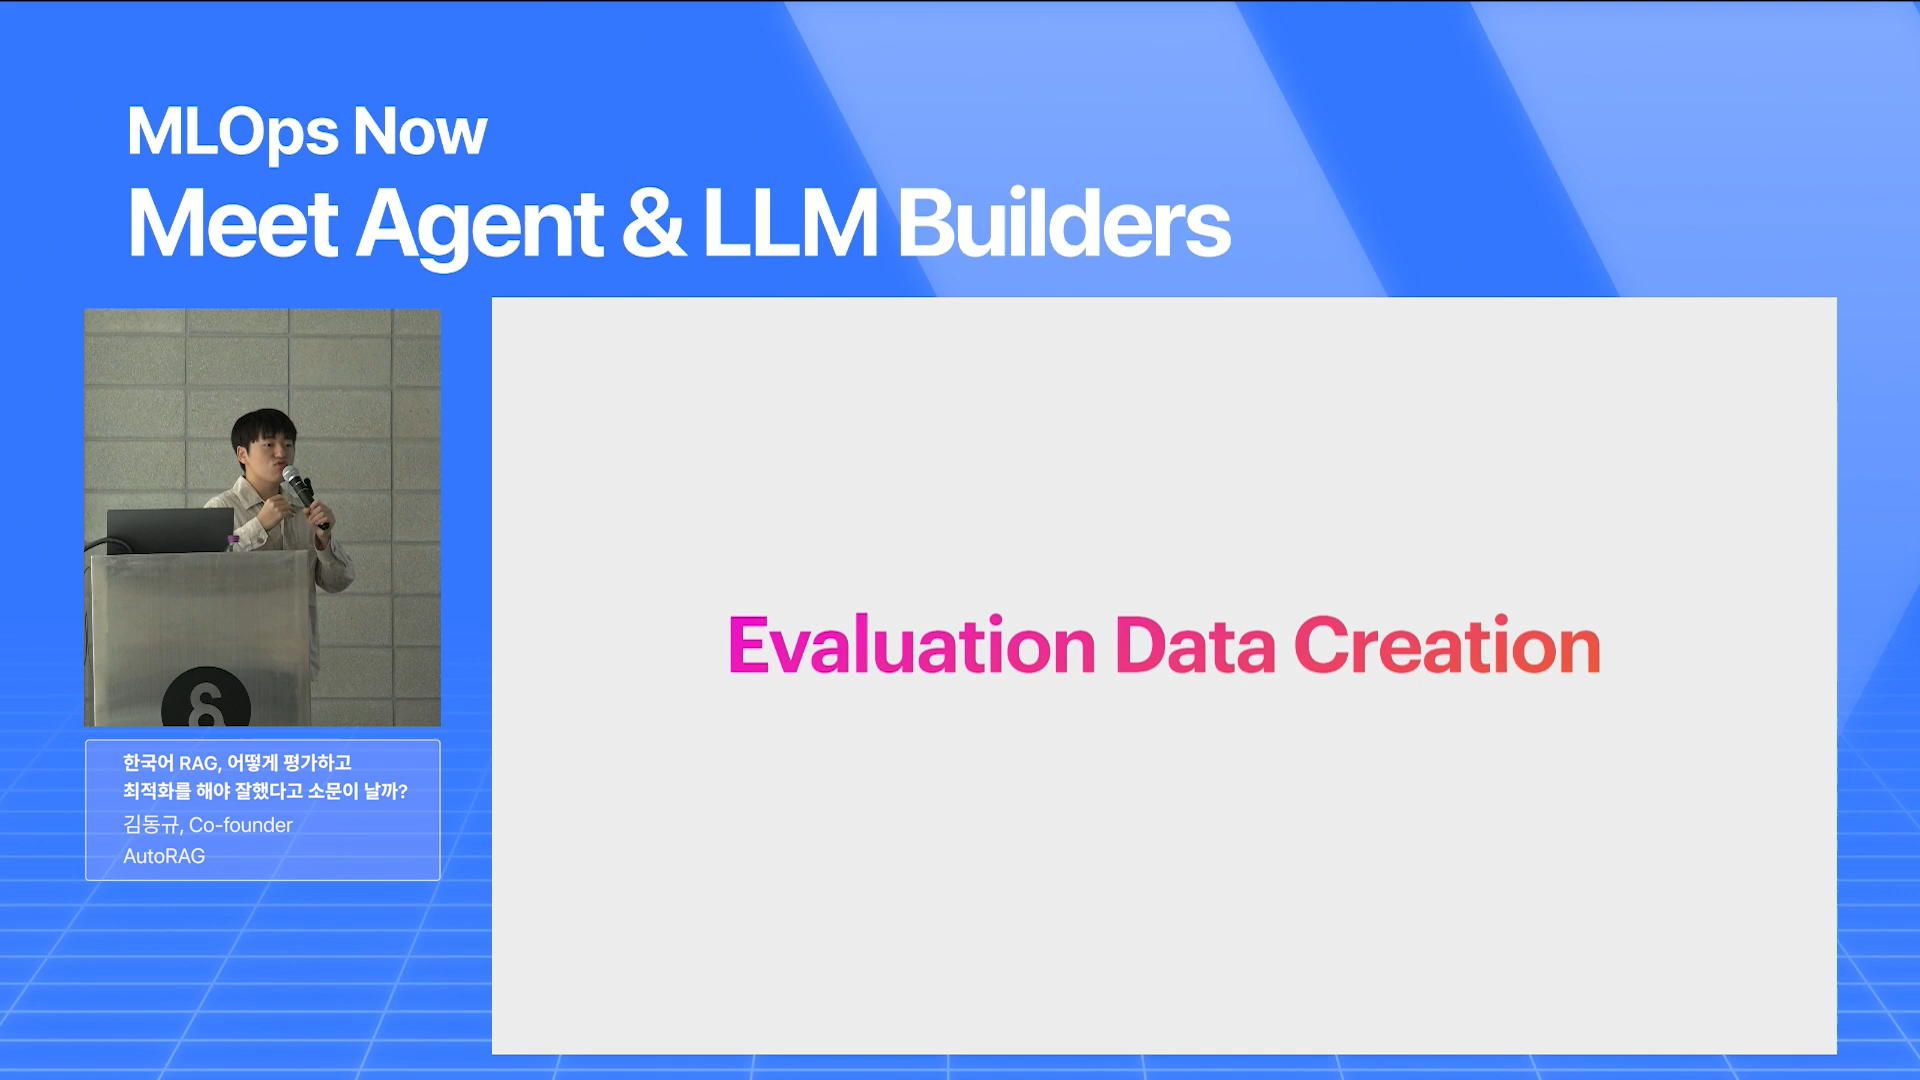 MLOps Now
Meet Agent & LLM Builders
Evaluation Data Creation
한국어 RAG, 어떻게 평가하고
최적화를 해야 잘했다고 소문이 날까?
김동규, Co-founder
AutoRAG